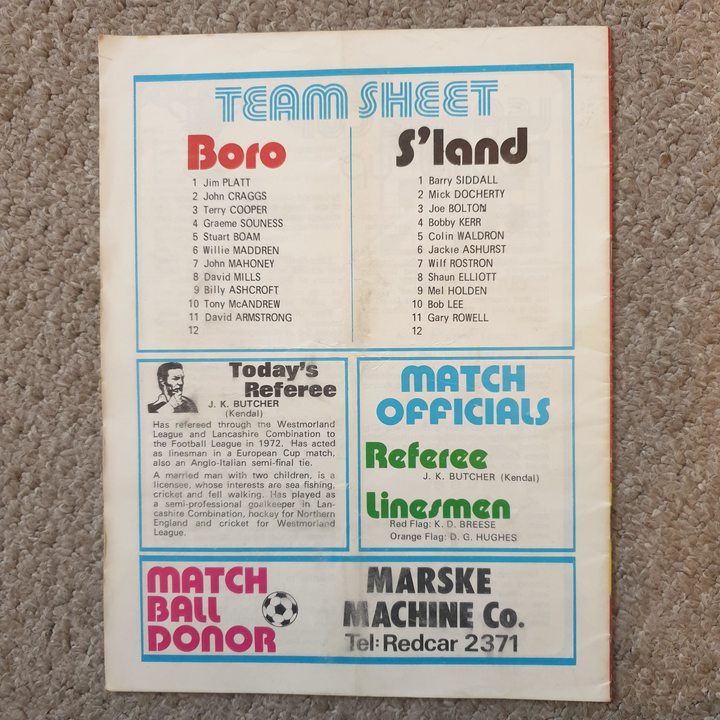 TEAM SHEET
Boro
1 Jim PLATT
2 John CRAGGS
3 Terry COOPER
4 Graeme SOUNESS
5 Stuart BOAM
6 Willie MADDREN
7 John MAHONEY
8 David MILLS
9 Billy ASHCROFT
10 Tony McANDREW
11 David ARMSTRONG
12
S'land
1 Barry SIDDALL
2 Mick DOCHERTY
3 Joe BOLTON
4 Bobby KERR
5 Colin WALDRON
6 Jackie ASHURST
7 Wilf ROSTRON
8 Shaun ELLIOTT
9 Mel HOLDEN
10 Bob LEE
11 Gary ROWELL
12
Today's
Referee
J. K. BUTCHER
(Kendal)
Has refereed through the Westmorland
League and Lancashire Combination to
the Football League in 1972. Has acted
as linesman in a European Cup match,
also an Anglo-Italian semi-final tie.
A married man with two children, is a
licensee, whose interests are sea fishing,
cricket and fell walking. Has played as
a semi-professional goalkeeper in Lan-
cashire Combination, hockey for Northern
England and cricket for Westmorland
League.
MATCH
OFFICIALS
Referee
J. K. BUTCHER (Kendal)
Linesmen
Red Flag: K. D. BREESE
Orange Flag: D. G. HUGHES
MATCH
BALL
DONOR
MARSKE
MACHINE Co.
Tel: Redcar 2371